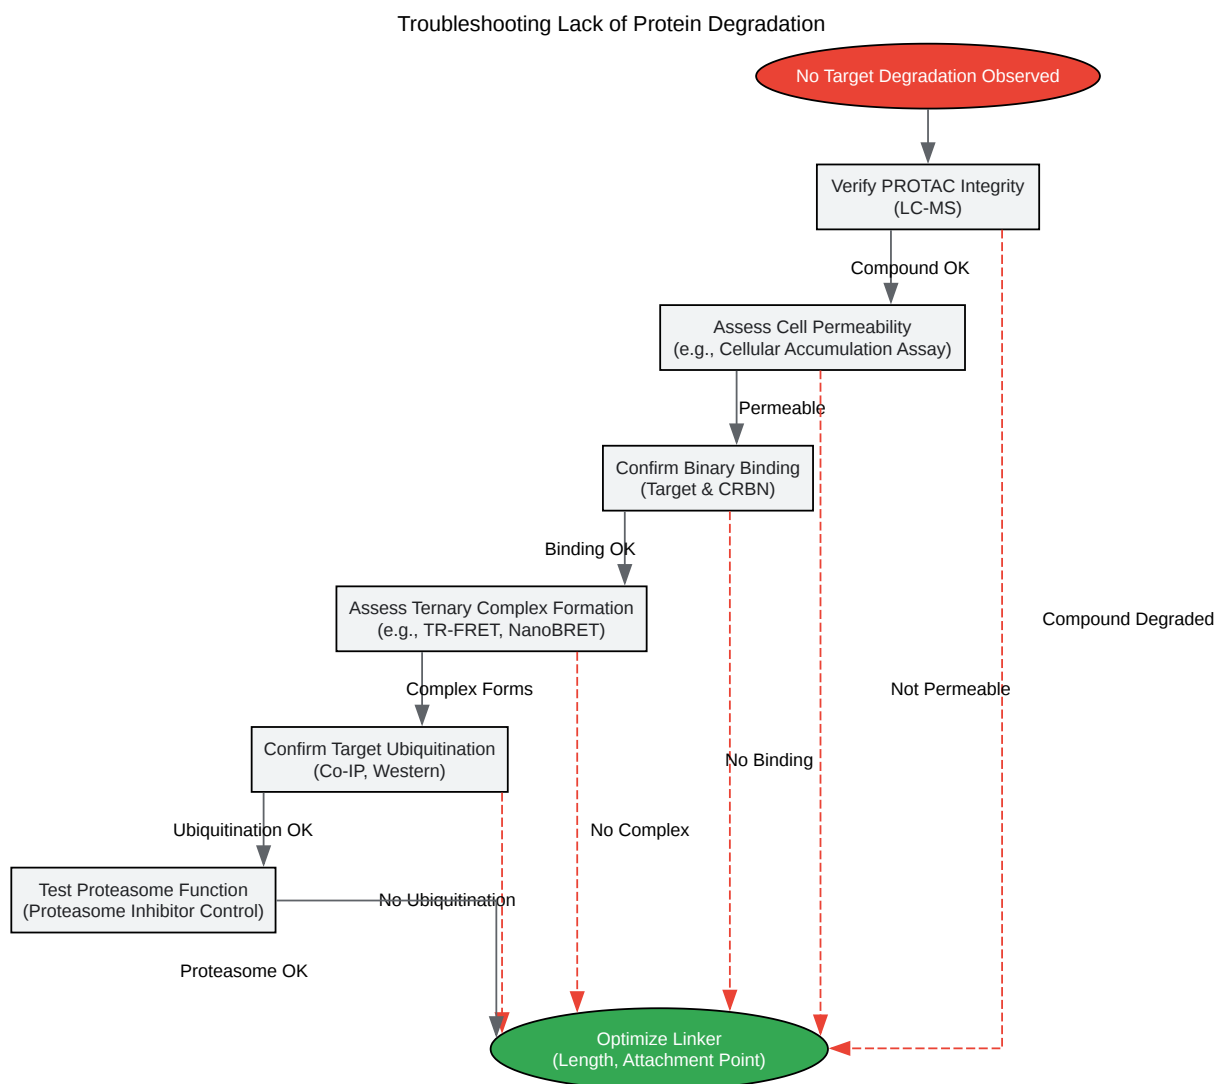 Troubleshooting Lack of Protein Degradation
No Target Degradation Observed
Verify PROTAC Integrity
(LC-MS)
Compound OK
Assess Cell Permeability
(e.g., Cellular Accumulation Assay)
Permeable
Confirm Binary Binding
(Target & CRBN)
Binding OK
Assess Ternary Complex Formation
(e.g., TR-FRET, NanoBRET)
Compound Degraded
Complex Forms
Not Permeable
Confirm Target Ubiquitination
(Co-IP, Western)
No Binding
Ubiquitination OK
No Complex
Test Proteasome Function
(Proteasome Inhibitor Control)
No Ubiquitination
Proteasome OK
Optimize Linker
(Length, Attachment Point)